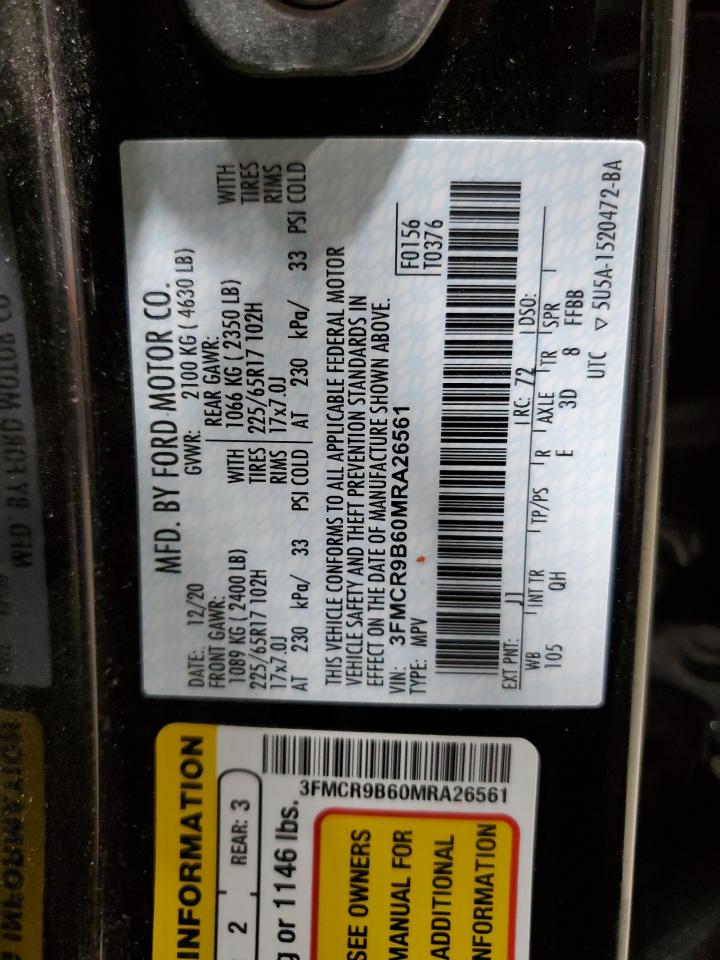 MFD. BY FORD MOTOR CO.
DATE: 12/20 GVWR: 2100 KG ( 4630 LB)
FRONT GAWR: REAR GAWR:
1089 KG ( 2400 LB) WITH 1066 KG ( 2350 LB) WITH
225/65R17 102H TIRES 225/65R17 102H TIRES
17x7.0J RIMS 17x7.0J RIMS
AT 230 kPa/ 33 PSI COLD AT 230 kPa/ 33 PSI COLD
THIS VEHICLE CONFORMS TO ALL APPLICABLE FEDERAL MOTOR
VEHICLE SAFETY AND THEFT PREVENTION STANDARDS IN
EFFECT ON THE DATE OF MANUFACTURE SHOWN ABOVE.
VIN: 3FMCR9B60MRA26561 F0156
TYPE: MPV T0376
EXT PNT: J1 RC: 72 DSO:
WB INT TR TP/PS R AXLE TR SPR
105 QH E 3D 8 FFBB
UTC ▽ 5U5A-1520472-BA
INFORMATION
2 REAR: 3
or 1146 lbs.
3FMCR9B60MRA26561
SEE OWNERS
MANUAL FOR
ADDITIONAL
INFORMATION